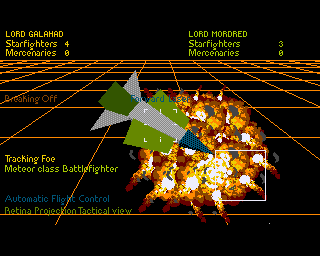 LORD GALAHAD
Starfighters 4
Mercenaries 0
LORD MORDRED
Starfighters 3
Mercenaries 0
Breaking Off
Tracking Foe
Meteor class Battlefighter
Automatic Flight Control
Retina Projection Tactical view